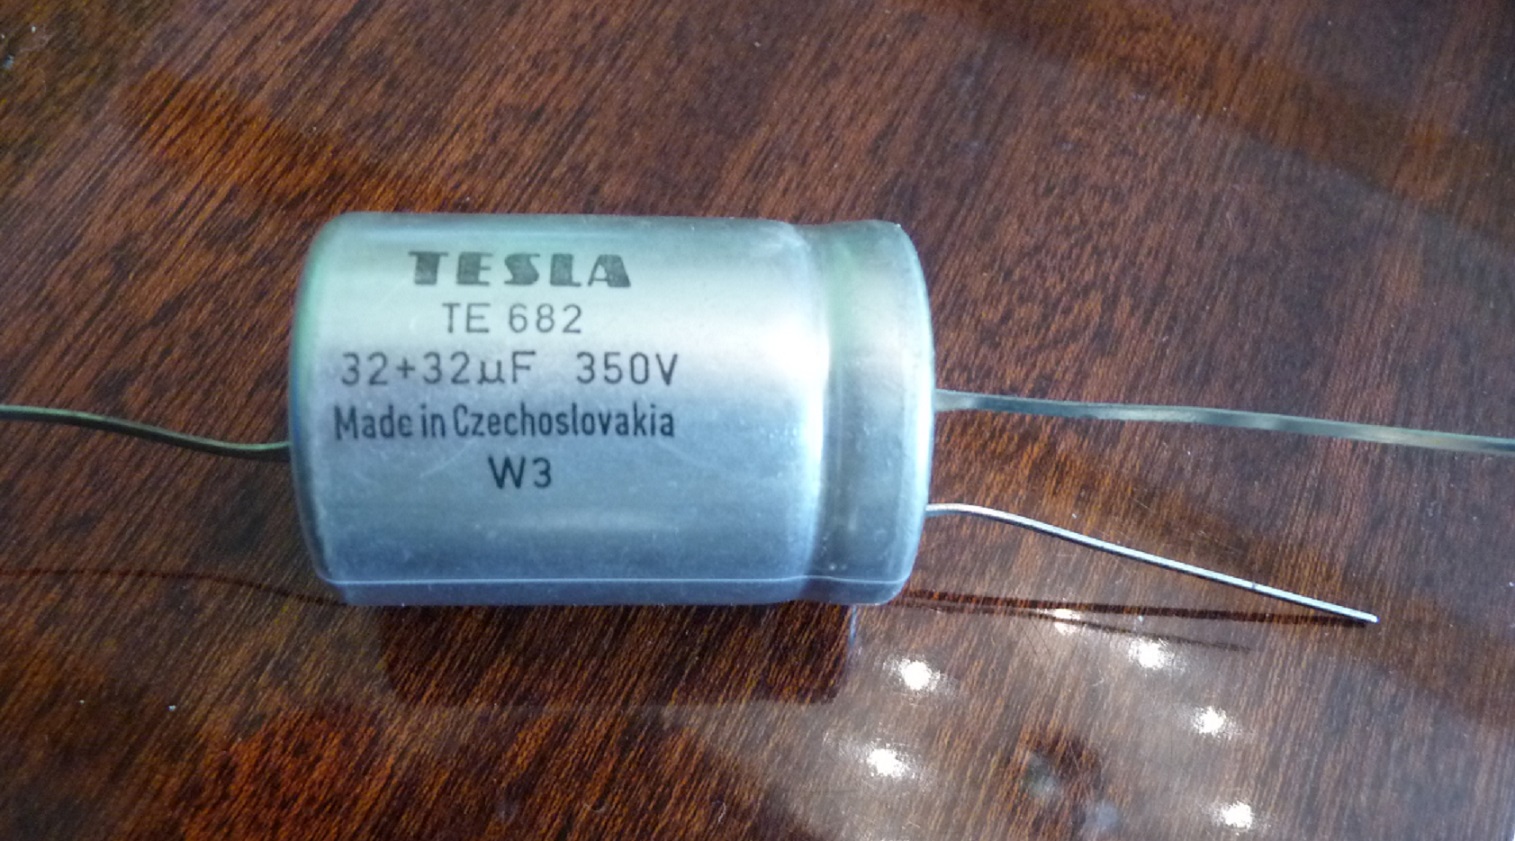 TESLA
TE 682
32+32µF 350V
Made in Czechoslovakia
W3